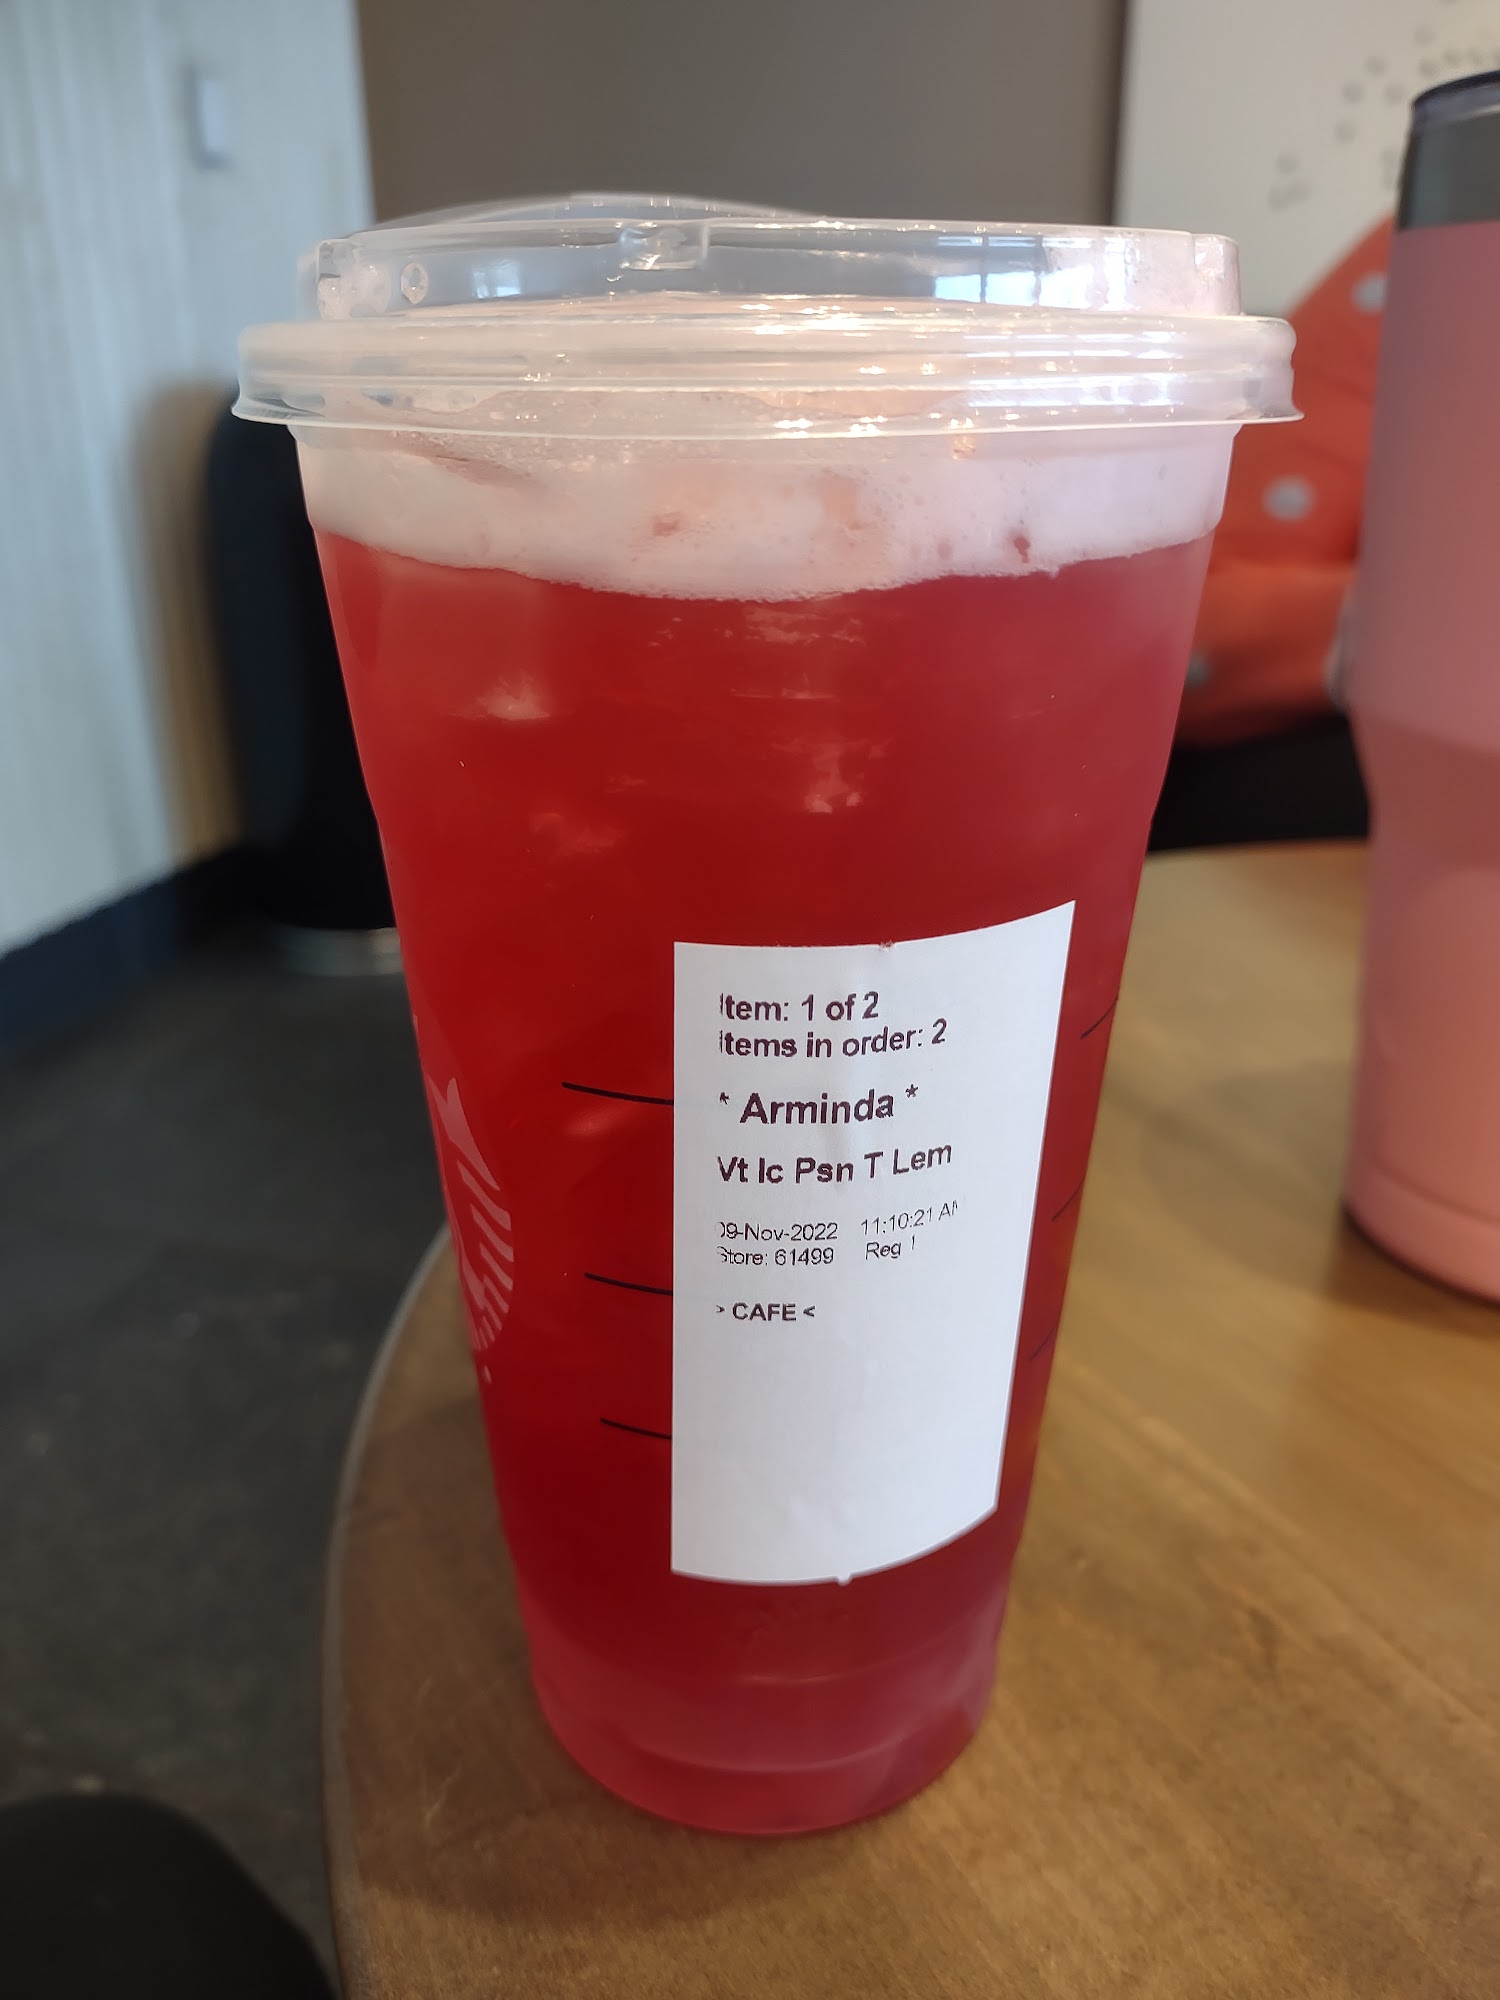 Item: 1 of 2
Items in order: 2
* Arminda *
Vt Ic Psn T Lem
09-Nov-2022 11:10:21 AM
Store: 61499 Reg 1
> CAFE <